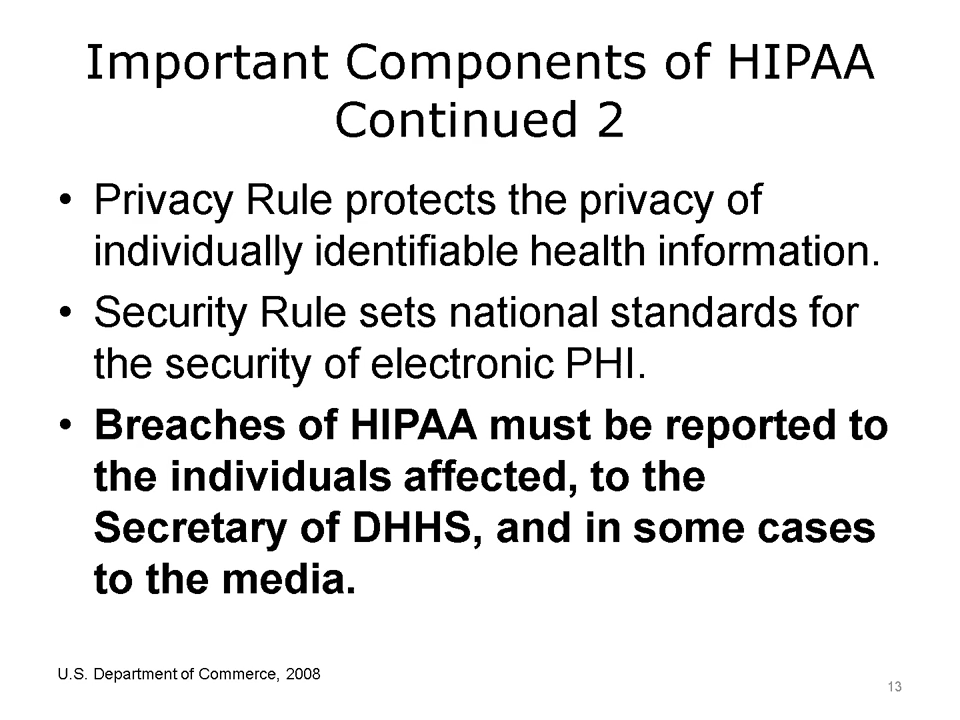 Important Components of HIPAA
Continued 2
• Privacy Rule protects the privacy of
individually identifiable health information.
• Security Rule sets national standards for
the security of electronic PHI.
• Breaches of HIPAA must be reported to
the individuals affected, to the
Secretary of DHHS, and in some cases
to the media.
U.S. Department of Commerce, 2008
13